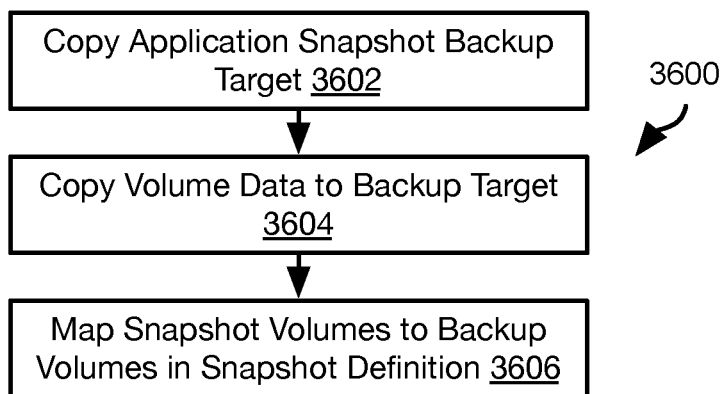 Copy Application Snapshot Backup
Target 3602
3600
Copy Volume Data to Backup Target
3604
Map Snapshot Volumes to Backup
Volumes in Snapshot Definition 3606